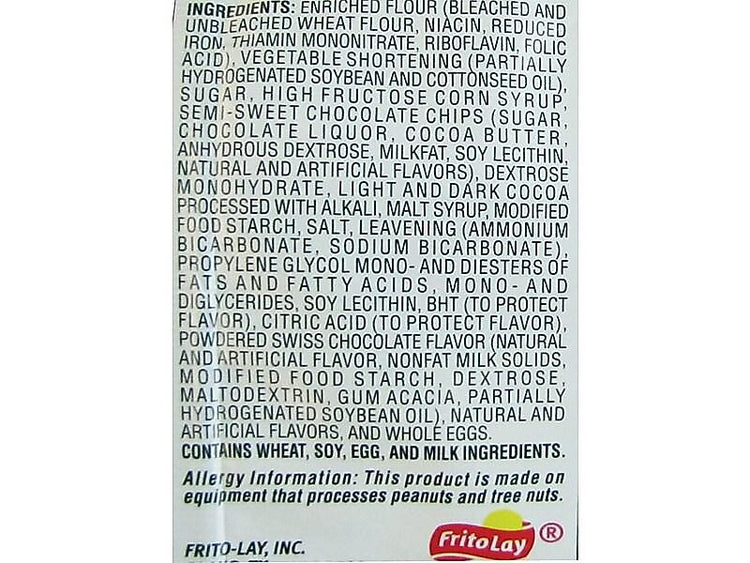 INGREDIENTS: ENRICHED FLOUR (BLEACHED AND
UNBLEACHED WHEAT FLOUR, NIACIN, REDUCED
IRON, THIAMIN MONONITRATE, RIBOFLAVIN, FOLIC
ACID), VEGETABLE SHORTENING (PARTIALLY
HYDROGENATED SOYBEAN AND COTTONSEED OIL),
SUGAR, HIGH FRUCTOSE CORN SYRUP,
SEMI-SWEET CHOCOLATE CHIPS (SUGAR,
CHOCOLATE LIQUOR, COCOA BUTTER,
ANHYDROUS DEXTROSE, MILKFAT, SOY LECITHIN,
NATURAL AND ARTIFICIAL FLAVORS), DEXTROSE
MONOHYDRATE, LIGHT AND DARK COCOA
PROCESSED WITH ALKALI, MALT SYRUP, MODIFIED
FOOD STARCH, SALT, LEAVENING (AMMONIUM
BICARBONATE, SODIUM BICARBONATE),
PROPYLENE GLYCOL MONO- AND DIESTERS OF
FATS AND FATTY ACIDS, MONO- AND
DIGLYCERIDES, SOY LECITHIN, BHT (TO PROTECT
FLAVOR), CITRIC ACID (TO PROTECT FLAVOR),
POWDERED SWISS CHOCOLATE FLAVOR (NATURAL
AND ARTIFICIAL FLAVOR, NONFAT MILK SOLIDS,
MODIFIED FOOD STARCH, DEXTROSE,
MALTODEXTRIN, GUM ACACIA, PARTIALLY
HYDROGENATED SOYBEAN OIL), NATURAL AND
ARTIFICIAL FLAVORS, AND WHOLE EGGS.
CONTAINS WHEAT, SOY, EGG, AND MILK INGREDIENTS.
Allergy Information: This product is made on
equipment that processes peanuts and tree nuts.
FRITO-LAY, INC.
Frito Lay ®